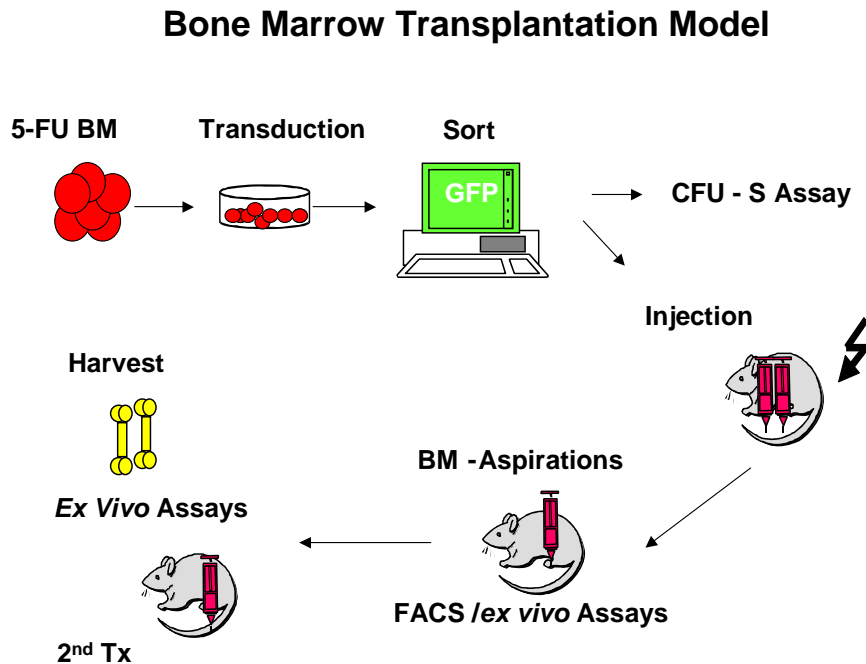 Bone Marrow Transplantation Model
5-FU BM
Transduction
Sort
GFP
CFU - S Assay
Injection
Harvest
BM -Aspirations
Ex Vivo Assays
FACS /ex vivo Assays
2nd Tx